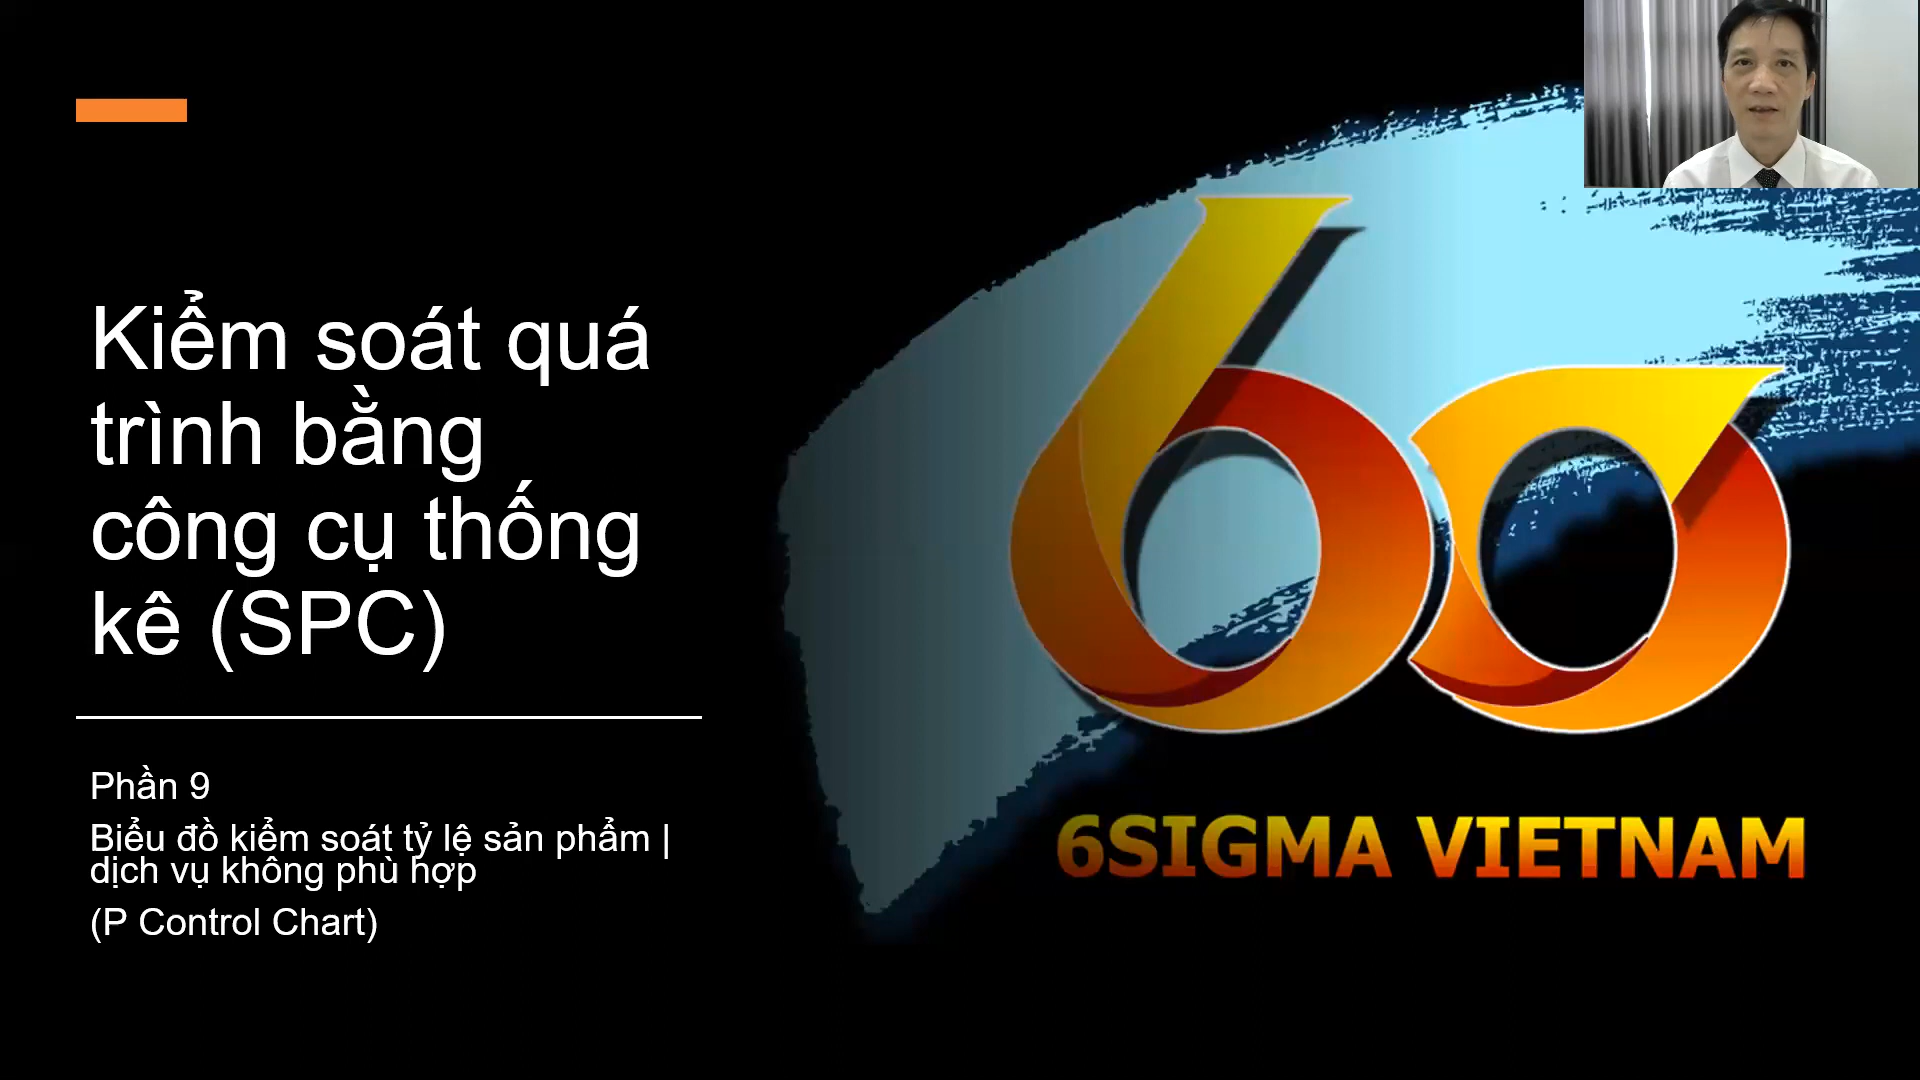 Kiểm soát quá
trình bằng
công cụ thống
kê (SPC)
Phần 9
Biểu đồ kiểm soát tỷ lệ sản phẩm |
dịch vụ không phù hợp
(P Control Chart)
6σ
6SIGMA VIETNAM